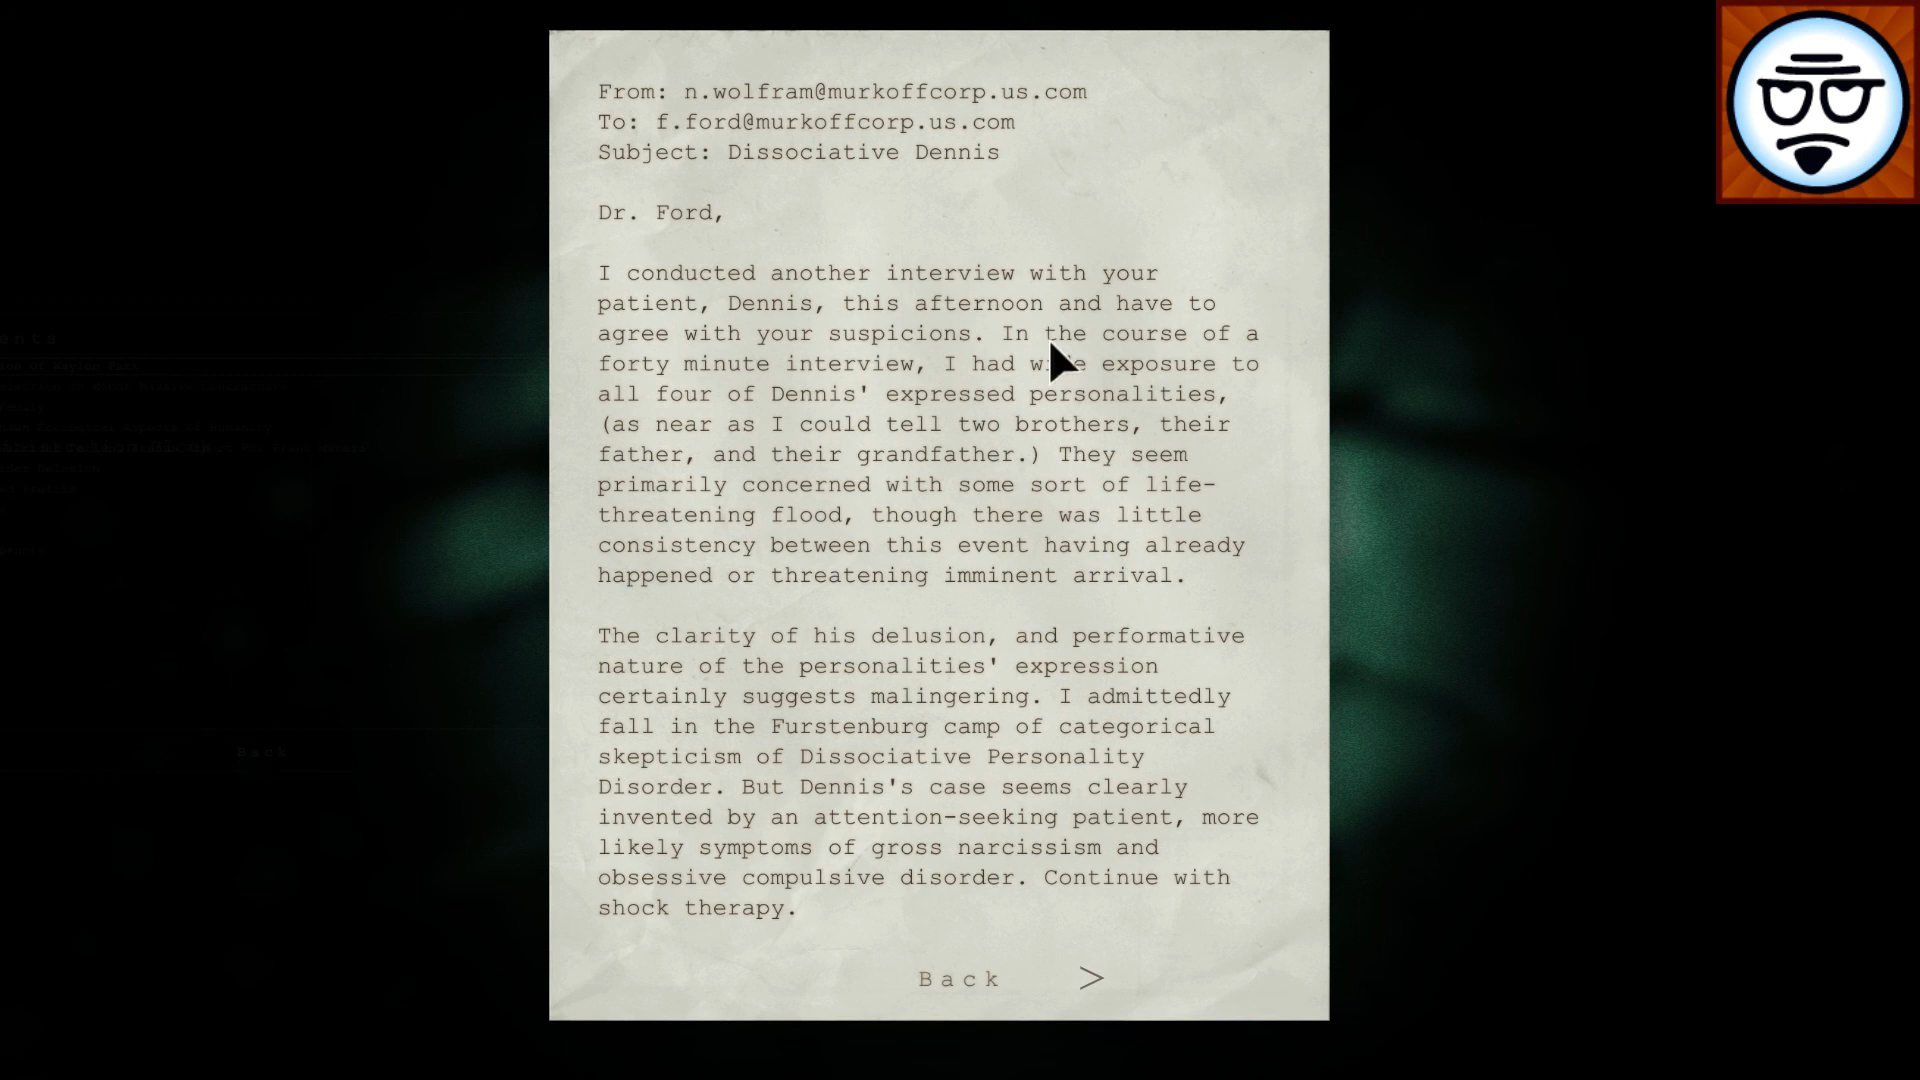 From: n.wolfram@murkoffcorp.us.com
To: f.ford@murkoffcorp.us.com
Subject: Dissociative Dennis
Dr. Ford,
I conducted another interview with your
patient, Dennis, this afternoon and have to
agree with your suspicions. In the course of a
forty minute interview, I had exposure to
all four of Dennis' expressed personalities,
(as near as I could tell two brothers, their
father, and their grandfather.) They seem
primarily concerned with some sort of life-
threatening flood, though there was little
consistency between this event having already
happened or threatening imminent arrival.
The clarity of his delusion, and performative
nature of the personalities' expression
certainly suggests malingering. I admittedly
fall in the Furstenburg camp of categorical
skepticism of Dissociative Personality
Disorder. But Dennis's case seems clearly
invented by an attention-seeking patient, more
likely symptoms of gross narcissism and
obsessive compulsive disorder. Continue with
shock therapy.
Back >
ents
Back